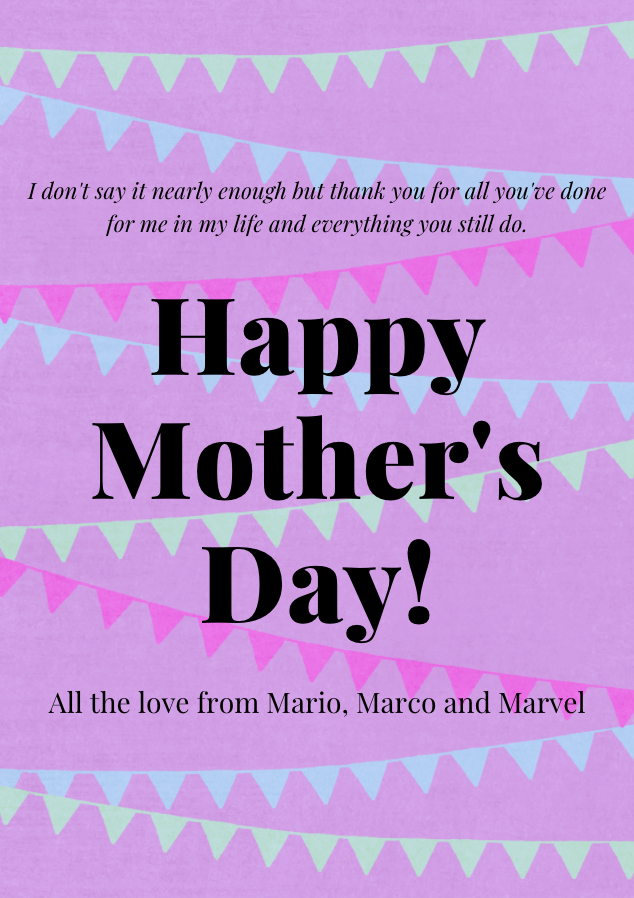 I don't say it nearly enough but thank you for all you've done
for me in my life and everything you still do.
Happy
Mother's
Day!
All the love from Mario, Marco and Marvel